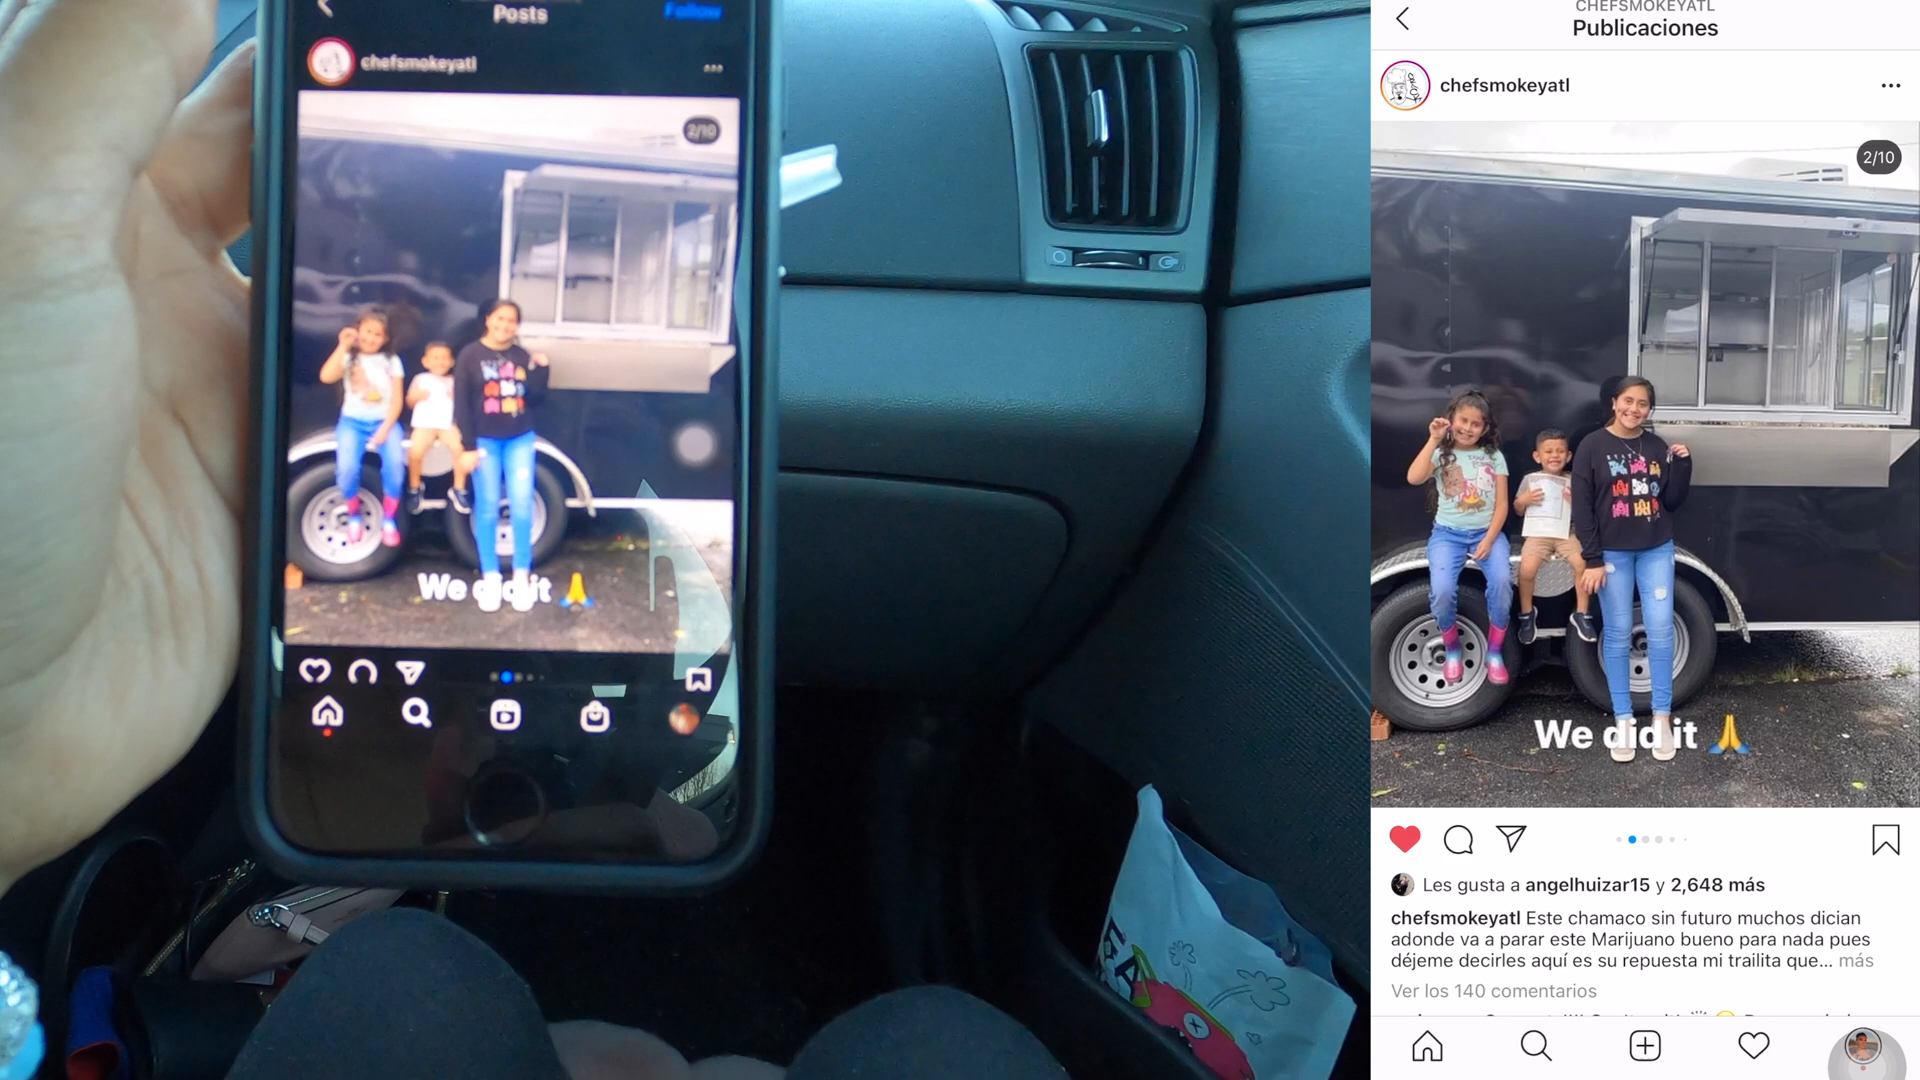 Posts
Follow
chefsmokeyatl
2/10
We did it 🙏
CHEFSMOKEYATL
Publicaciones
chefsmokeyatl
2/10
We did it 🙏
Les gusta a angelhuizar15 y 2,648 más
chefsmokeyatl Este chamaco sin futuro muchos dician
adonde va a parar este Marijuano bueno para nada pues
déjeme decirles aquí es su repuesta mi trailita que... más
Ver los 140 comentarios